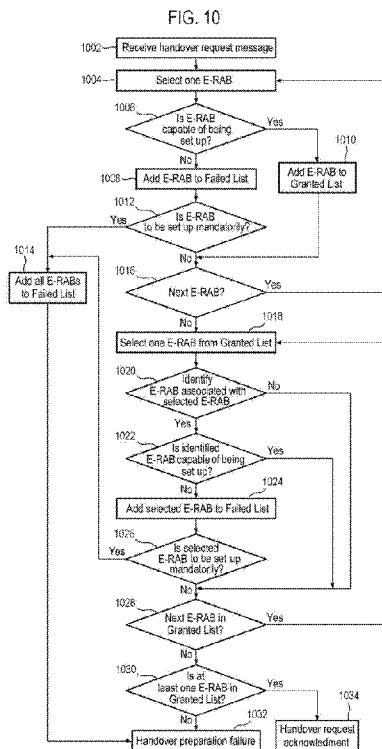 FIG. 10
1002
Receive handover request message
1004
Select one E-RAB
1006
Is E-RAB
capable of being
set up?
Yes
No
1010
Add E-RAB to
Granted List
1008
Add E-RAB to Failed List
1012
Is E-RAB
to be set up mandatorily?
Yes
No
1014
Add all E-RABs
to Failed List
1016
Next E-RAB?
Yes
No
1018
Select one E-RAB from Granted List
1020
Identify
E-RAB associated with
selected E-RAB
No
Yes
1022
Is identified
E-RAB capable of being
set up?
Yes
No
1024
Add selected E-RAB to Failed List
1026
Is selected
E-RAB to be set up
mandatorily?
Yes
No
1028
Next E-RAB in
Granted List?
Yes
No
1030
Is at
least one E-RAB in
Granted List?
Yes
No
1032
Handover preparation failure
1034
Handover request
acknowledgment